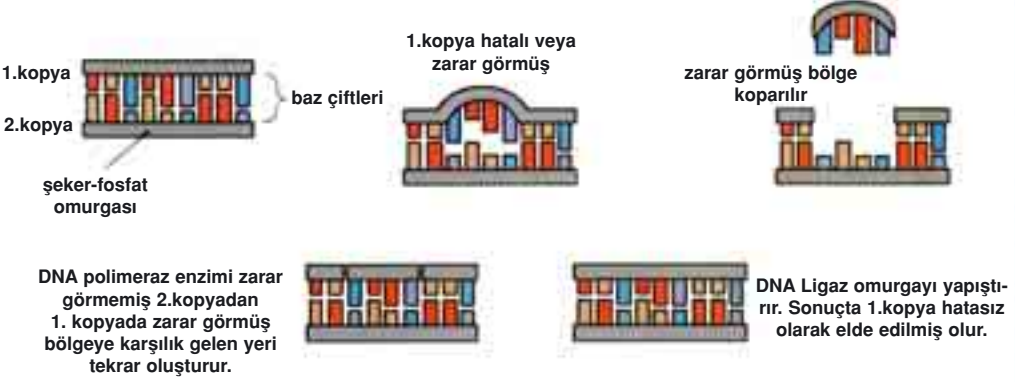 1.kopya
2.kopya
baz çiftleri
şeker-fosfat
omurgası
1.kopya hatalı veya
zarar görmüş
zarar görmüş bölge
koparılır
DNA polimeraz enzimi zarar
görmemiş 2.kopyadan
1. kopyada zarar görmüş
bölgeye karşılık gelen yeri
tekrar oluşturur.
DNA Ligaz omurgayı yapıştı-
rır. Sonuçta 1.kopya hatasız
olarak elde edilmiş olur.